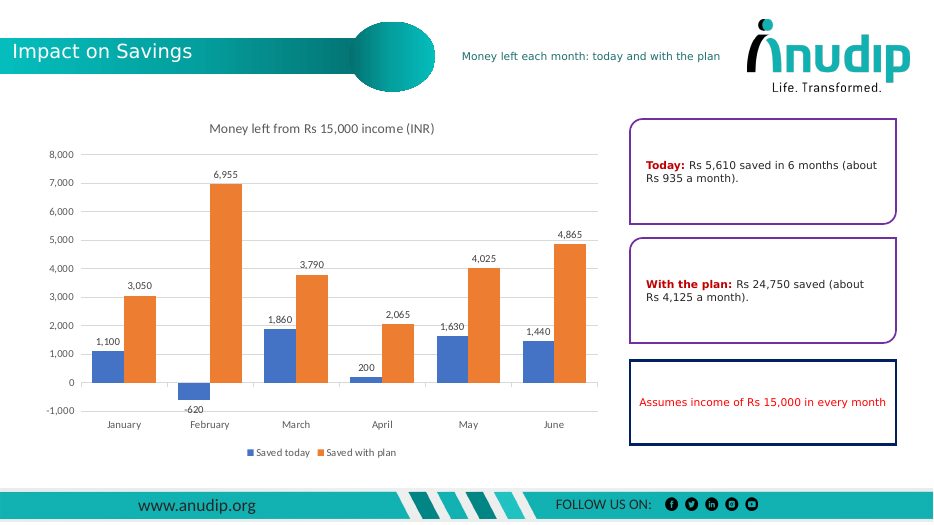 Impact on Savings
Money left each month: today and with the plan
Anudip
Life. Transformed.
Money left from Rs 15,000 income (INR)
8,000
7,000
6,000
5,000
4,000
3,000
2,000
1,000
0
-1,000
1,100
3,050
-620
6,955
1,860
3,790
200
2,065
1,630
4,025
1,440
4,865
January February March April May June
Saved today Saved with plan
Today: Rs 5,610 saved in 6 months (about
Rs 935 a month).
With the plan: Rs 24,750 saved (about
Rs 4,125 a month).
Assumes income of Rs 15,000 in every month
www.anudip.org
FOLLOW US ON: